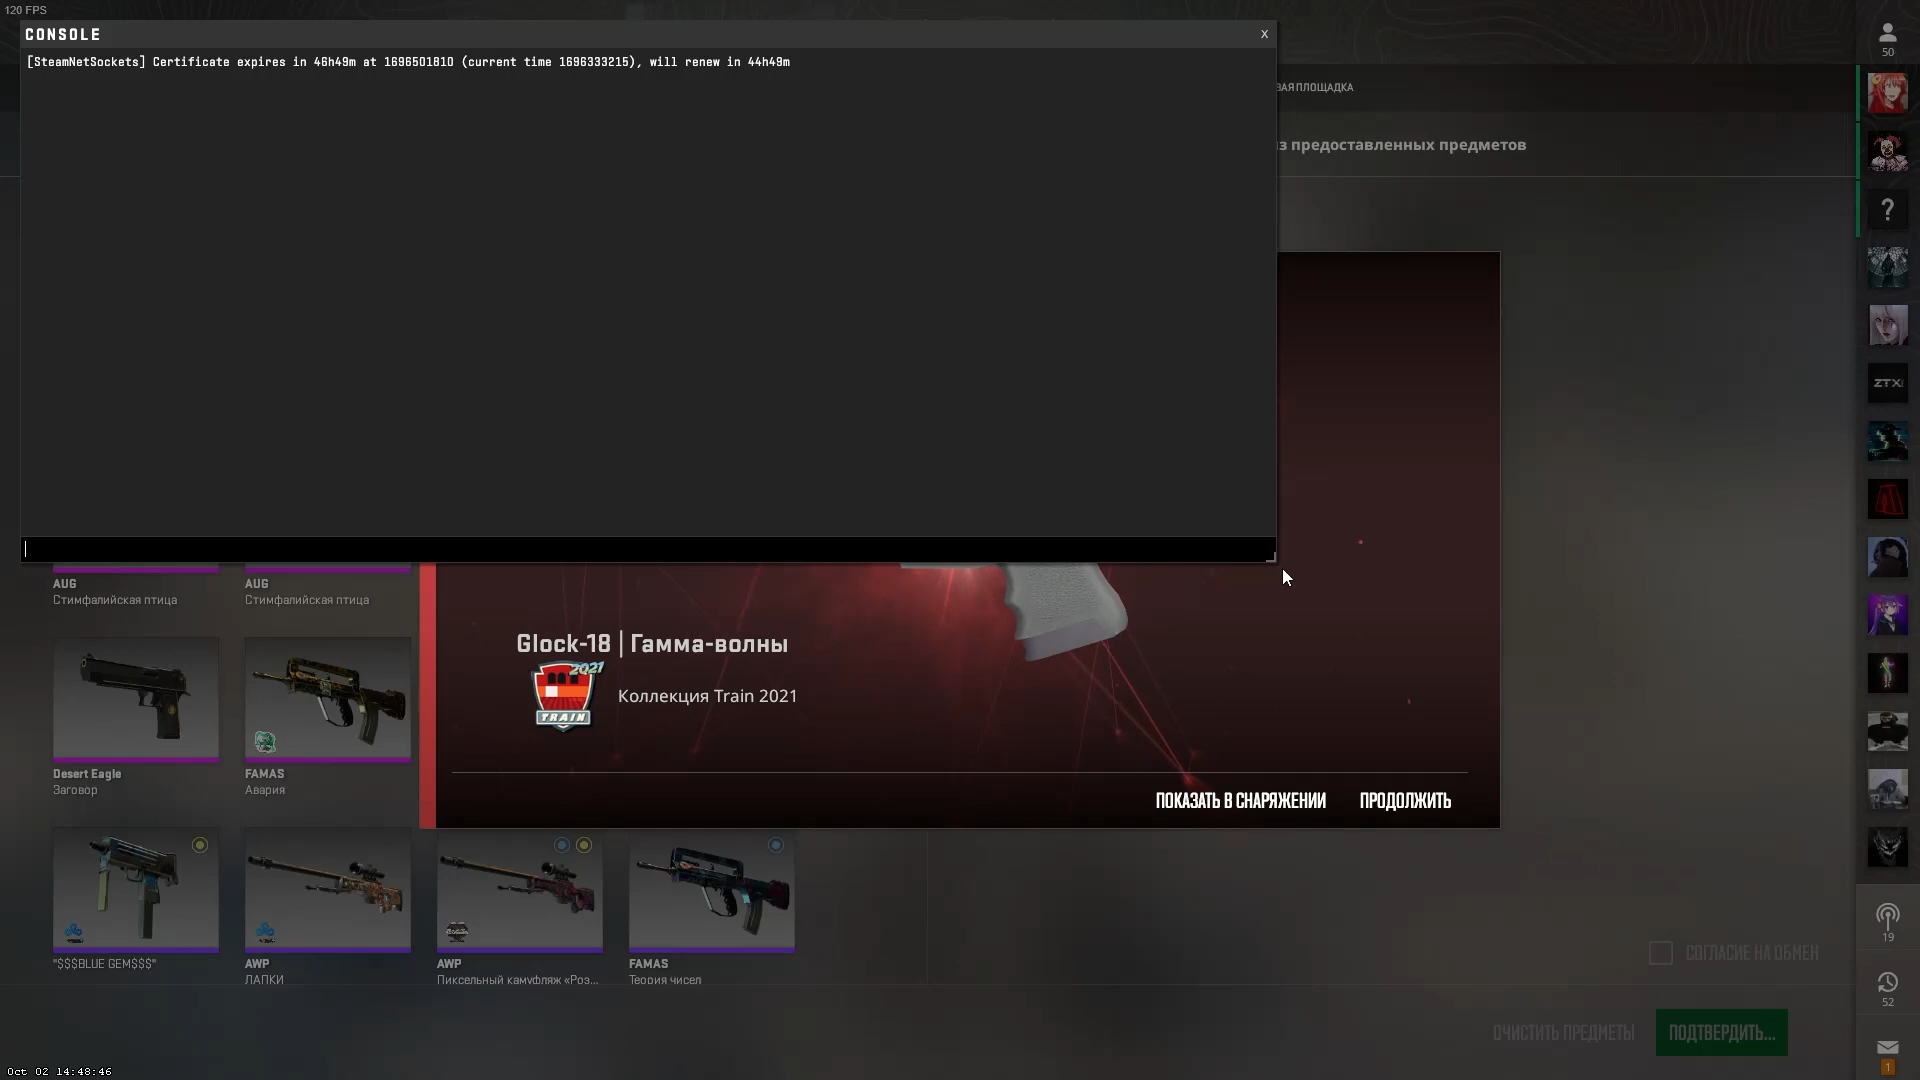 120 FPS
CONSOLE
X
[SteamNetSockets] Certificate expires in 46h49m at 1696501810 (current time 1696333215), will renew in 44h49m
50
ВАЯ ПЛОЩАДКА
из предоставленных предметов
?
ZTX
AUG
Стимфалийская птица
AUG
Стимфалийская птица
Glock-18 | Гамма-волны
2021
TRAIN
Коллекция Train 2021
Desert Eagle
Заговор
FAMAS
Авария
ПОКАЗАТЬ В СНАРЯЖЕНИИ
ПРОДОЛЖИТЬ
"$$$BLUE GEM$$$"
AWP
ЛАПКИ
AWP
Пиксельный камуфляж «Роз...
FAMAS
Теория чисел
19
СОГЛАСИЕ НА ОБМЕН
52
ОЧИСТИТЬ ПРЕДМЕТЫ
ПОДТВЕРДИТЬ...
1
Oct 02 14:48:46